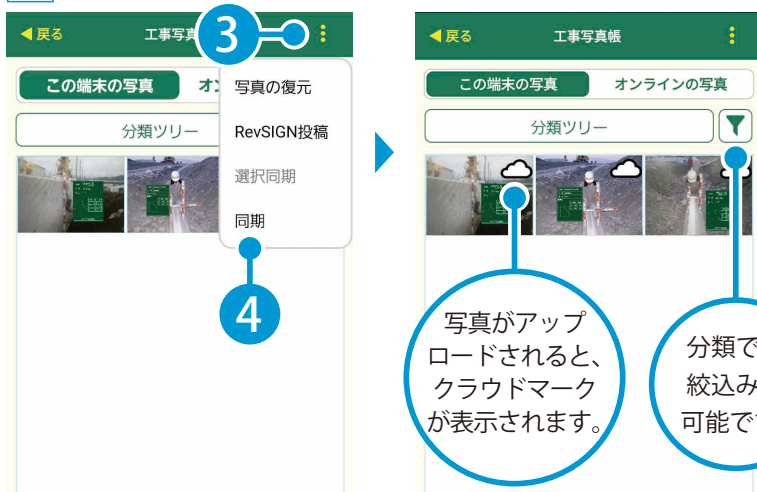 戻る
工事写真
3
この端末の写真
オン
写真の復元
分類ツリー
RevSIGN投稿
選択同期
同期
4
戻る
工事写真帳
この端末の写真
オンラインの写真
分類ツリー
写真がアップ
ロードされると、
クラウドマーク
が表示されます。
分類で
絞込み
可能で